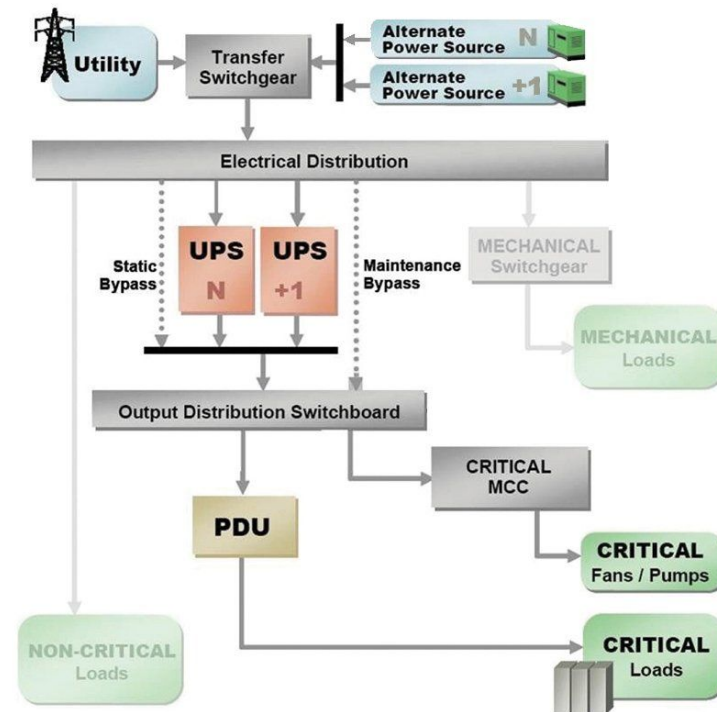 Utility
Transfer
Switchgear
Alternate
Power Source N
Alternate
Power Source +1
Electrical Distribution
Static
Bypass
UPS
N
UPS
+1
Maintenance
Bypass
MECHANICAL
Switchgear
MECHANICAL
Loads
Output Distribution Switchboard
CRITICAL
MCC
PDU
CRITICAL
Fans / Pumps
NON-CRITICAL
Loads
CRITICAL
Loads